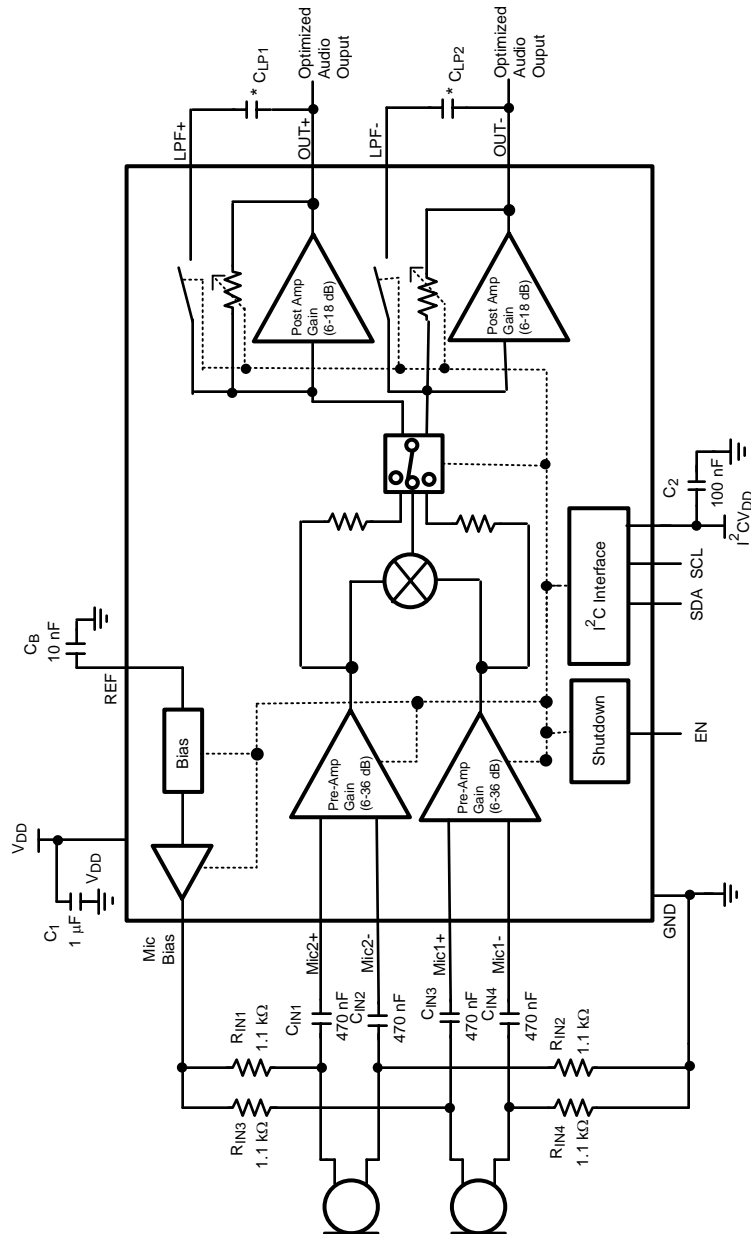 * CLP1
Optimized
Audio
Ouput
LPF+
OUT+
* CLP2
Optimized
Audio
Ouput
LPF-
OUT-
Post Amp
Gain
(6-18 dB)
Post Amp
Gain
(6-18 dB)
CB
10 nF
REF
Bias
VDD
VDD
C1
1 μF
Mic
Bias
Pre-Amp
Gain
(6-36 dB)
Pre-Amp
Gain
(6-36 dB)
I2C Interface
Shutdown
C2
100 nF
I2CVDD
SCL
SDA
EN
GND
Mic2+
Mic2-
Mic1+
Mic1-
CIN1
470 nF
CIN2
470 nF
CIN3
470 nF
CIN4
470 nF
RIN1
1.1 kΩ
RIN3
1.1 kΩ
RIN2
1.1 kΩ
RIN4
1.1 kΩ